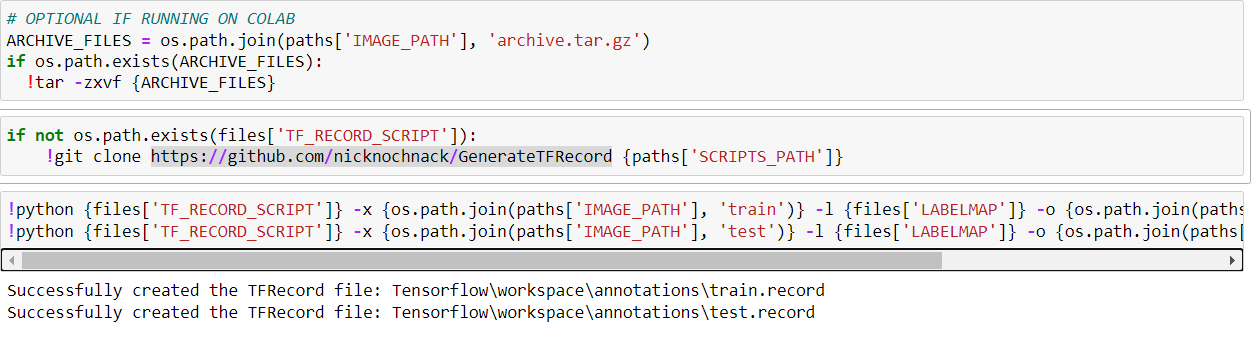 # OPTIONAL IF RUNNING ON COLAB
ARCHIVE_FILES = os.path.join(paths['IMAGE_PATH'], 'archive.tar.gz')
if os.path.exists(ARCHIVE_FILES):
  !tar -zxvf {ARCHIVE_FILES}
if not os.path.exists(files['TF_RECORD_SCRIPT']):
    !git clone https://github.com/nicknochnack/GenerateTFRecord {paths['SCRIPTS_PATH']}
!python {files['TF_RECORD_SCRIPT']} -x {os.path.join(paths['IMAGE_PATH'], 'train')} -l {files['LABELMAP']} -o {os.path.join(paths
!python {files['TF_RECORD_SCRIPT']} -x {os.path.join(paths['IMAGE_PATH'], 'test')} -l {files['LABELMAP']} -o {os.path.join(paths[
Successfully created the TFRecord file: Tensorflow\workspace\annotations\train.record
Successfully created the TFRecord file: Tensorflow\workspace\annotations\test.record